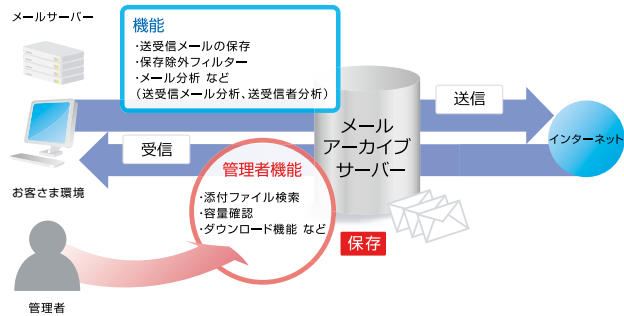 メールサーバー
機能
・送受信メールの保存
・保存除外フィルター
・メール分析 など
（送受信メール分析、送受信者分析）
送信
メール
アーカイブ
サーバー
インターネット
受信
お客さま環境
管理者機能
・添付ファイル検索
・容量確認
・ダウンロード機能 など
保存
管理者